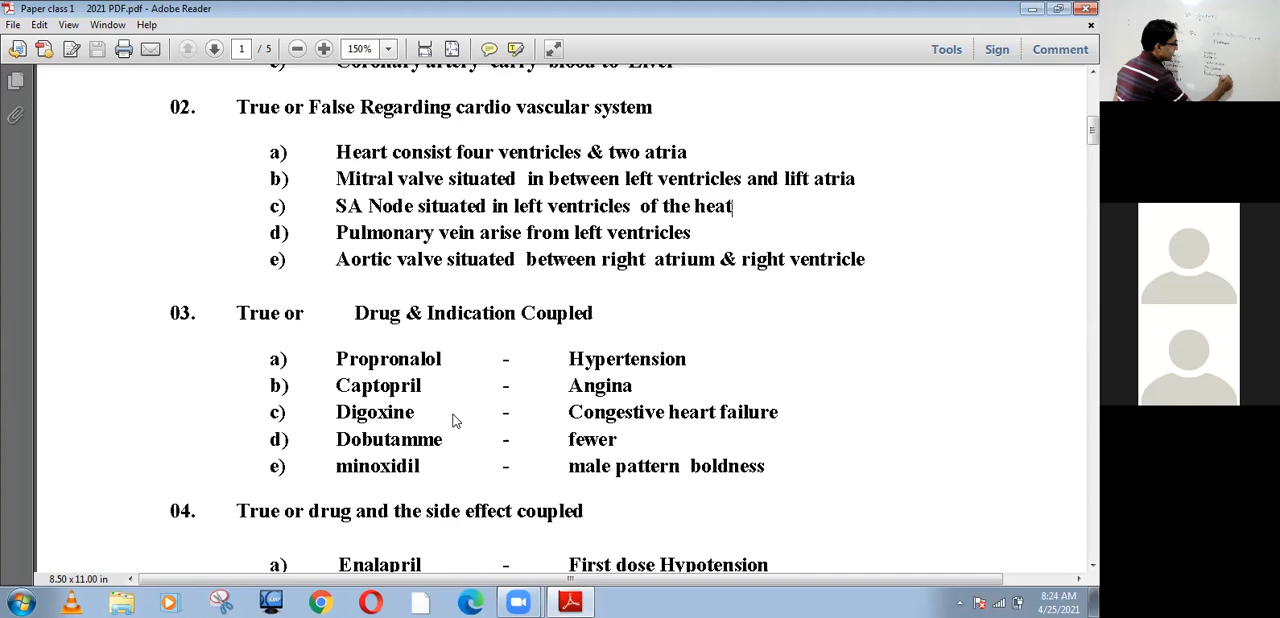 Paper class 1    2021 PDF.pdf - Adobe Reader
File Edit View Window Help
1 / 5 150% Tools Sign Comment
02. True or False Regarding cardio vascular system
a) Heart consist four ventricles & two atria
b) Mitral valve situated in between left ventricles and lift atria
c) SA Node situated in left ventricles of the heat
d) Pulmonary vein arise from left ventricles
e) Aortic valve situated between right atrium & right ventricle
03. True or Drug & Indication Coupled
a) Propronalol - Hypertension
b) Captopril - Angina
c) Digoxine - Congestive heart failure
d) Dobutamme - fewer
e) minoxidil - male pattern boldness
04. True or drug and the side effect coupled
a) Enalapril - First dose Hypotension
8.50 x 11.00 in
8:24 AM
4/25/2021